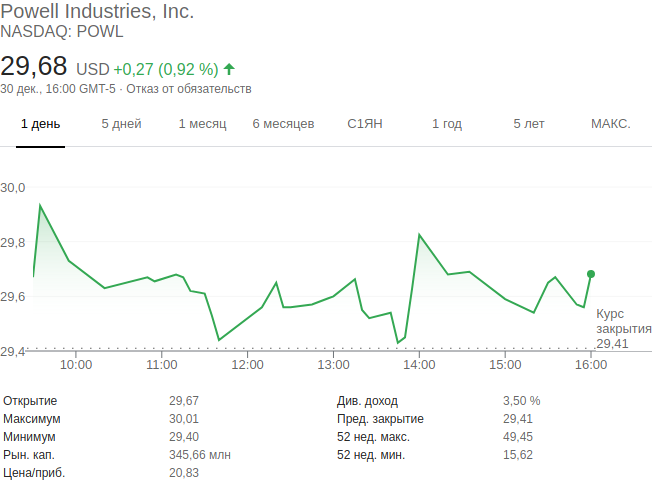 Powell Industries, Inc.
NASDAQ: POWL
29,68 USD +0,27 (0,92 %)
30 дек., 16:00 GMT-5 · Отказ от обязательств
1 день 5 дней 1 месяц 6 месяцев С1ЯН 1 год 5 лет МАКС.
30,0
29,8
29,6
Курс
закрытия
29,41
29,4
10:00 11:00 12:00 13:00 14:00 15:00 16:00
Открытие 29,67 Див. доход 3,50 %
Максимум 30,01 Пред. закрытие 29,41
Минимум 29,40 52 нед. макс. 49,45
Рын. кап. 345,66 млн 52 нед. мин. 15,62
Цена/приб. 20,83